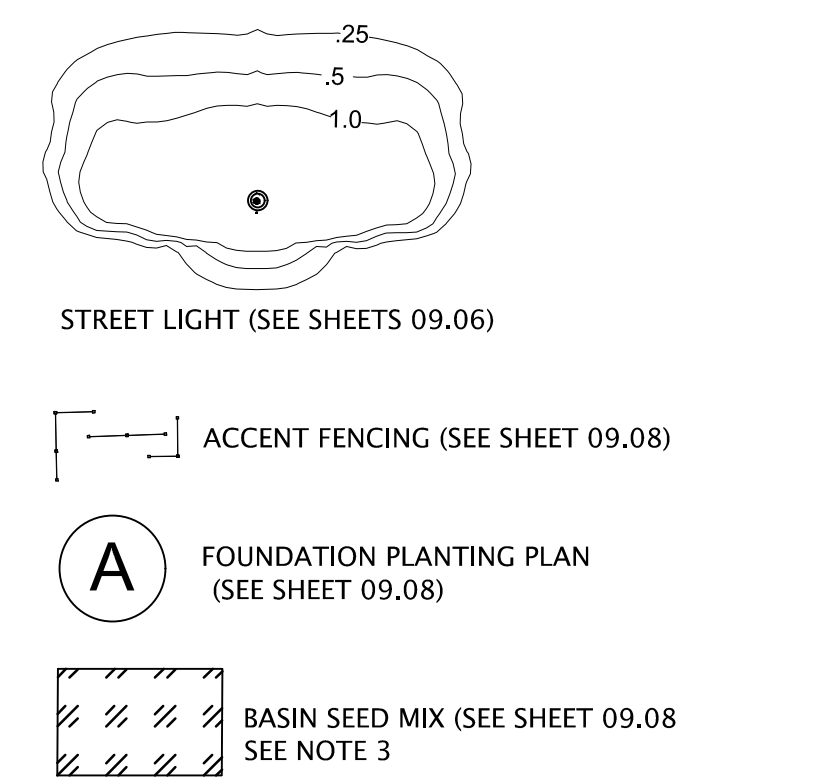 .25
.5
1.0
STREET LIGHT (SEE SHEETS 09.06)
ACCENT FENCING (SEE SHEET 09.08)
A
FOUNDATION PLANTING PLAN
(SEE SHEET 09.08)
BASIN SEED MIX (SEE SHEET 09.08
SEE NOTE 3